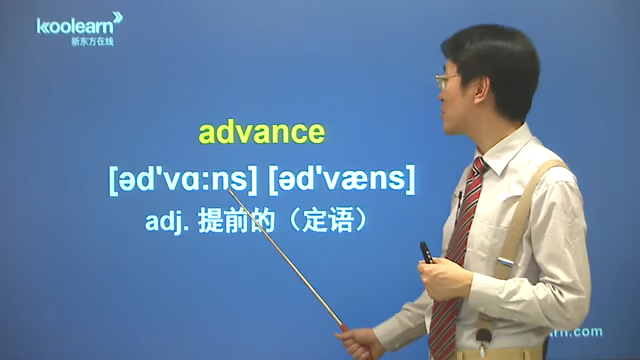 koolearn
新东方在线
advance
[əd'vɑ:ns] [əd'væns]
adj. 提前的（定语）
arn.com